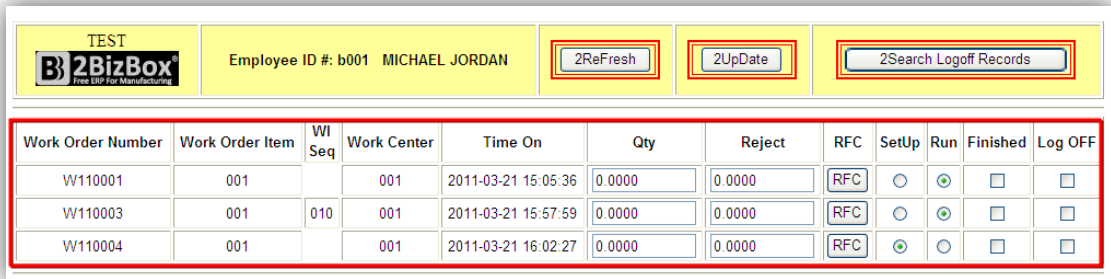 TEST
2BizBox®
Free ERP For Manufacturing
Employee ID #: b001 MICHAEL JORDAN
2ReFresh
2UpDate
2Search Logoff Records
Work Order Number Work Order Item WI Seq Work Center Time On Qty Reject RFC SetUp Run Finished Log OFF
W110001 001 001 2011-03-21 15:05:36 0.0000 0.0000 RFC
W110003 001 010 001 2011-03-21 15:57:59 0.0000 0.0000 RFC
W110004 001 001 2011-03-21 16:02:27 0.0000 0.0000 RFC